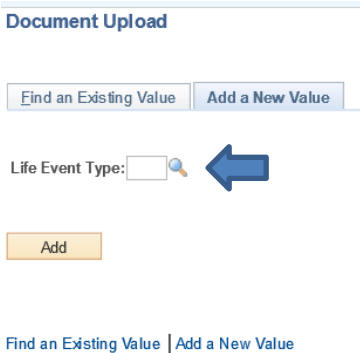 Document Upload
Find an Existing Value Add a New Value
Life Event Type:
Add
Find an Existing Value | Add a New Value